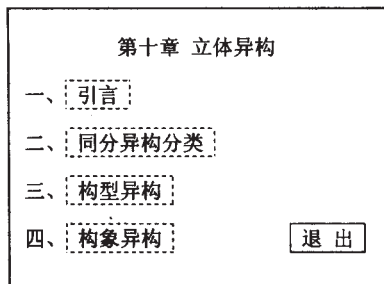 第十章 立体异构
一、引言
二、同分异构分类
三、构型异构
四、构象异构
退出